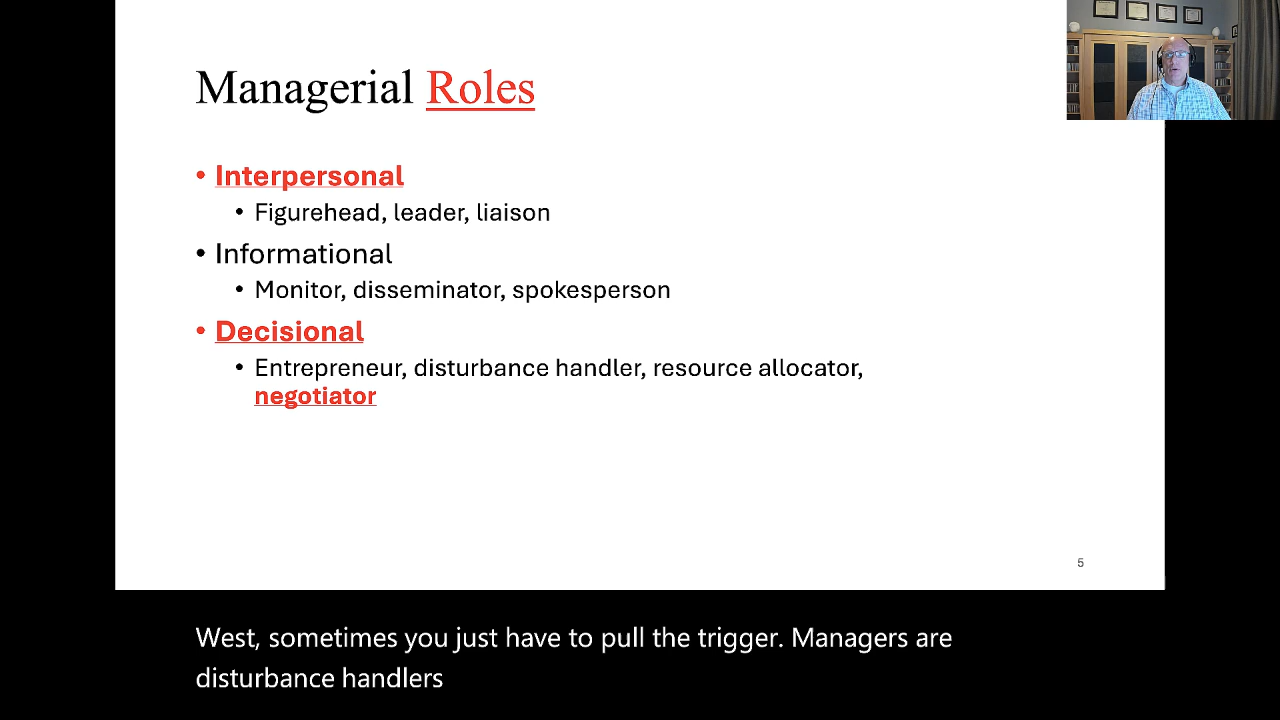 Managerial Roles
• Interpersonal
• Figurehead, leader, liaison
• Informational
• Monitor, disseminator, spokesperson
• Decisional
• Entrepreneur, disturbance handler, resource allocator,
negotiator
5
West, sometimes you just have to pull the trigger. Managers are
disturbance handlers